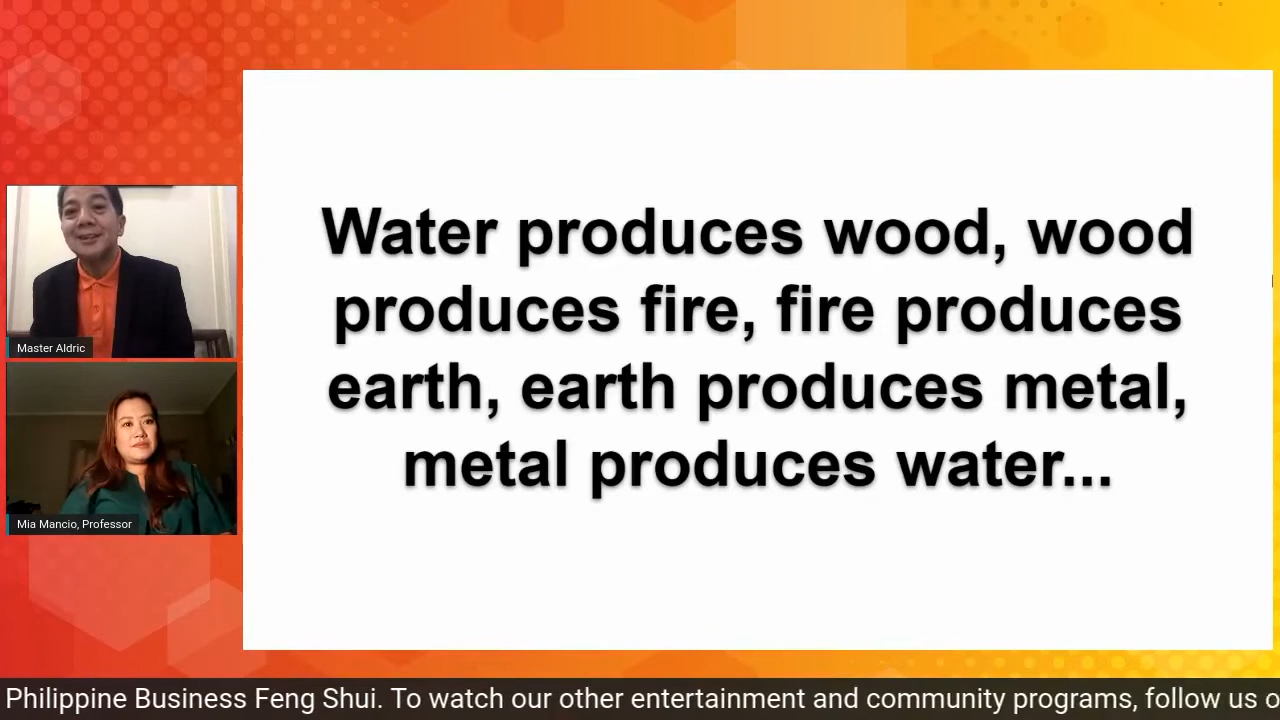 Water produces wood, wood
produces fire, fire produces
earth, earth produces metal,
metal produces water...
Master Aldric
Mia Mancio, Professor
Philippine Business Feng Shui. To watch our other entertainment and community programs, follow us o